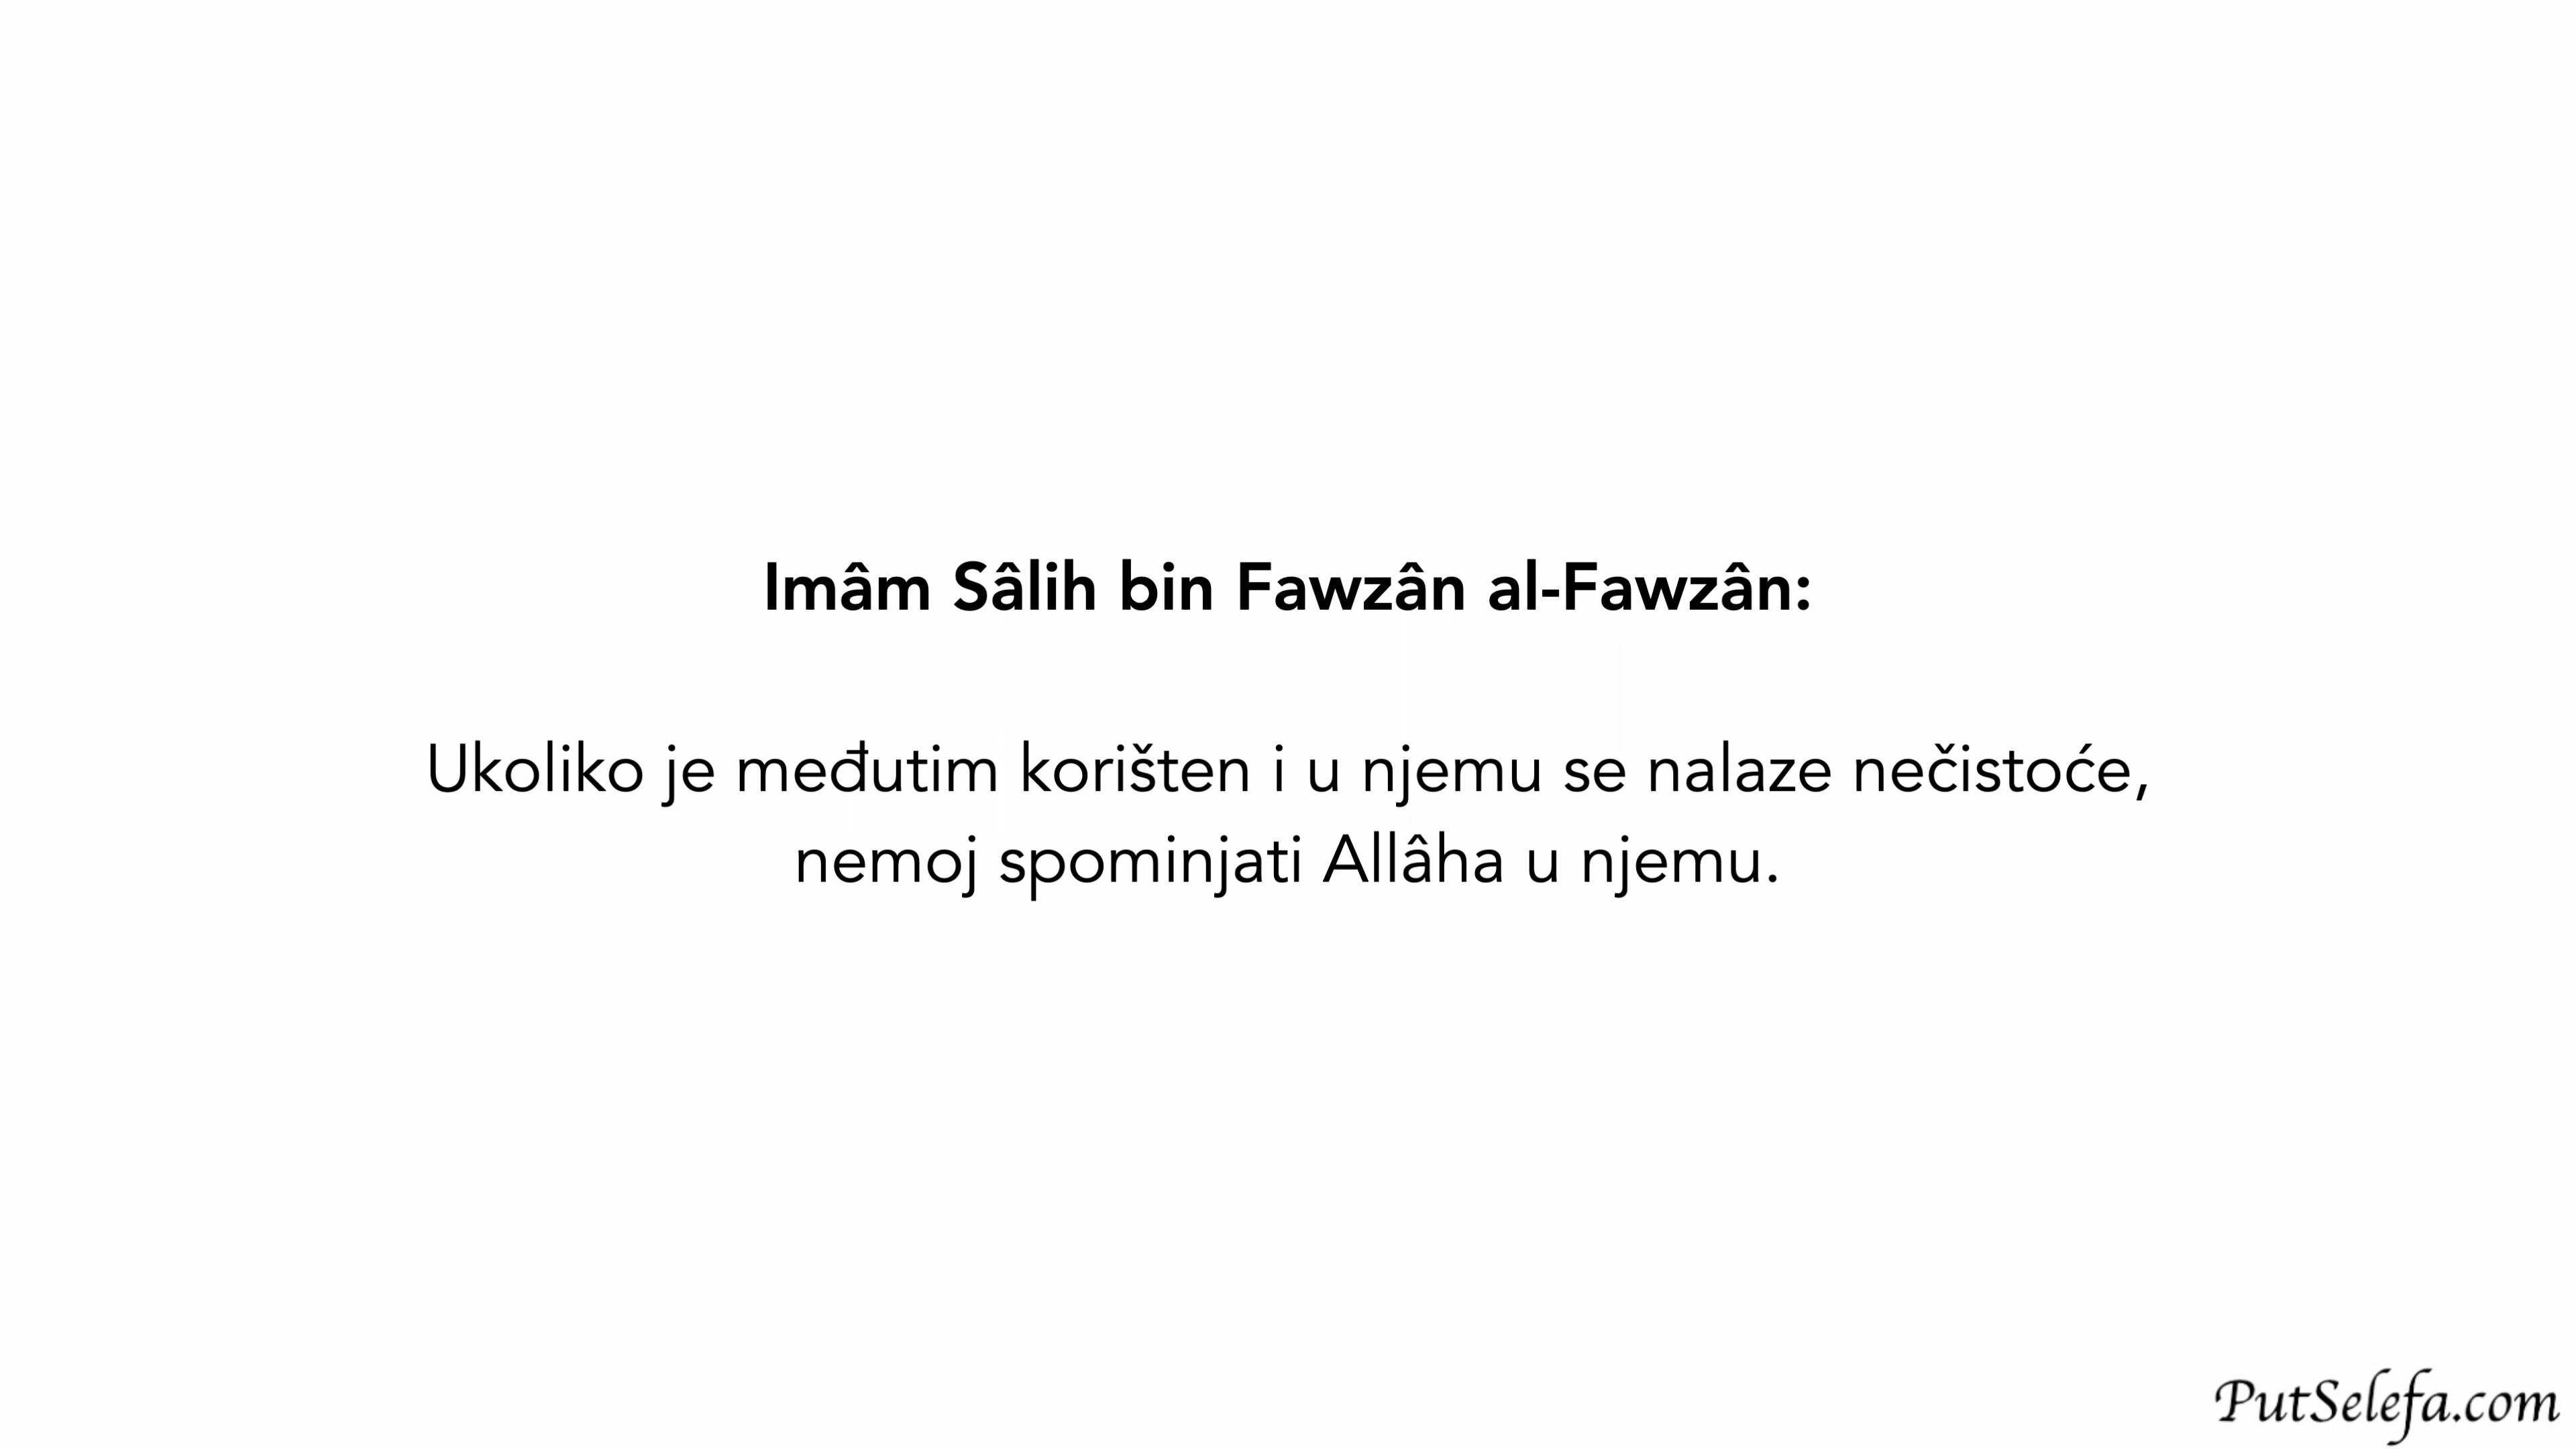 Imâm Sâlih bin Fawzân al-Fawzân:
Ukoliko je međutim korišten i u njemu se nalaze nečistoće,
nemoj spominjati Allâha u njemu.
PutSelefa.com